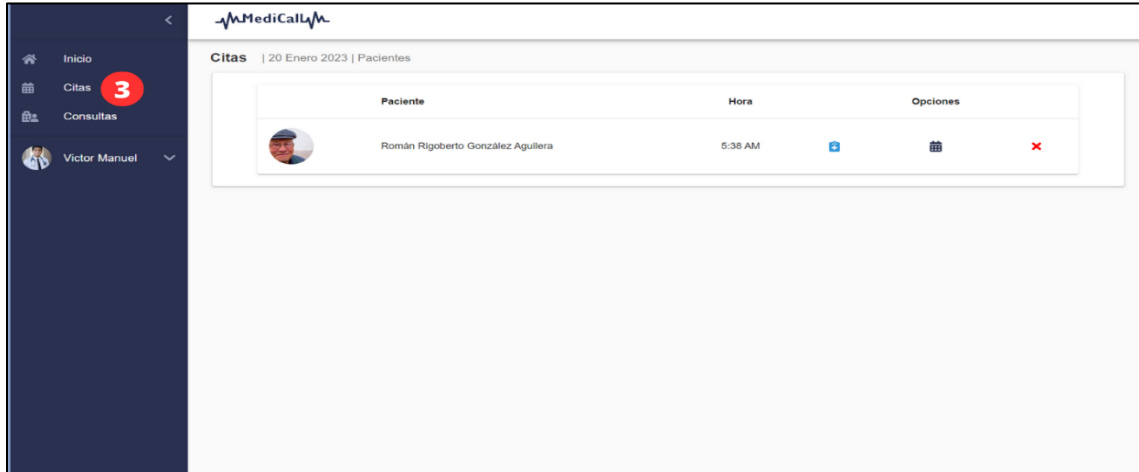 MediCall
Citas | 20 Enero 2023 | Pacientes
Inicio
Citas 3
Consultas
Victor Manuel
Paciente Hora Opciones
Román Rigoberto González Aguilera 5:38 AM